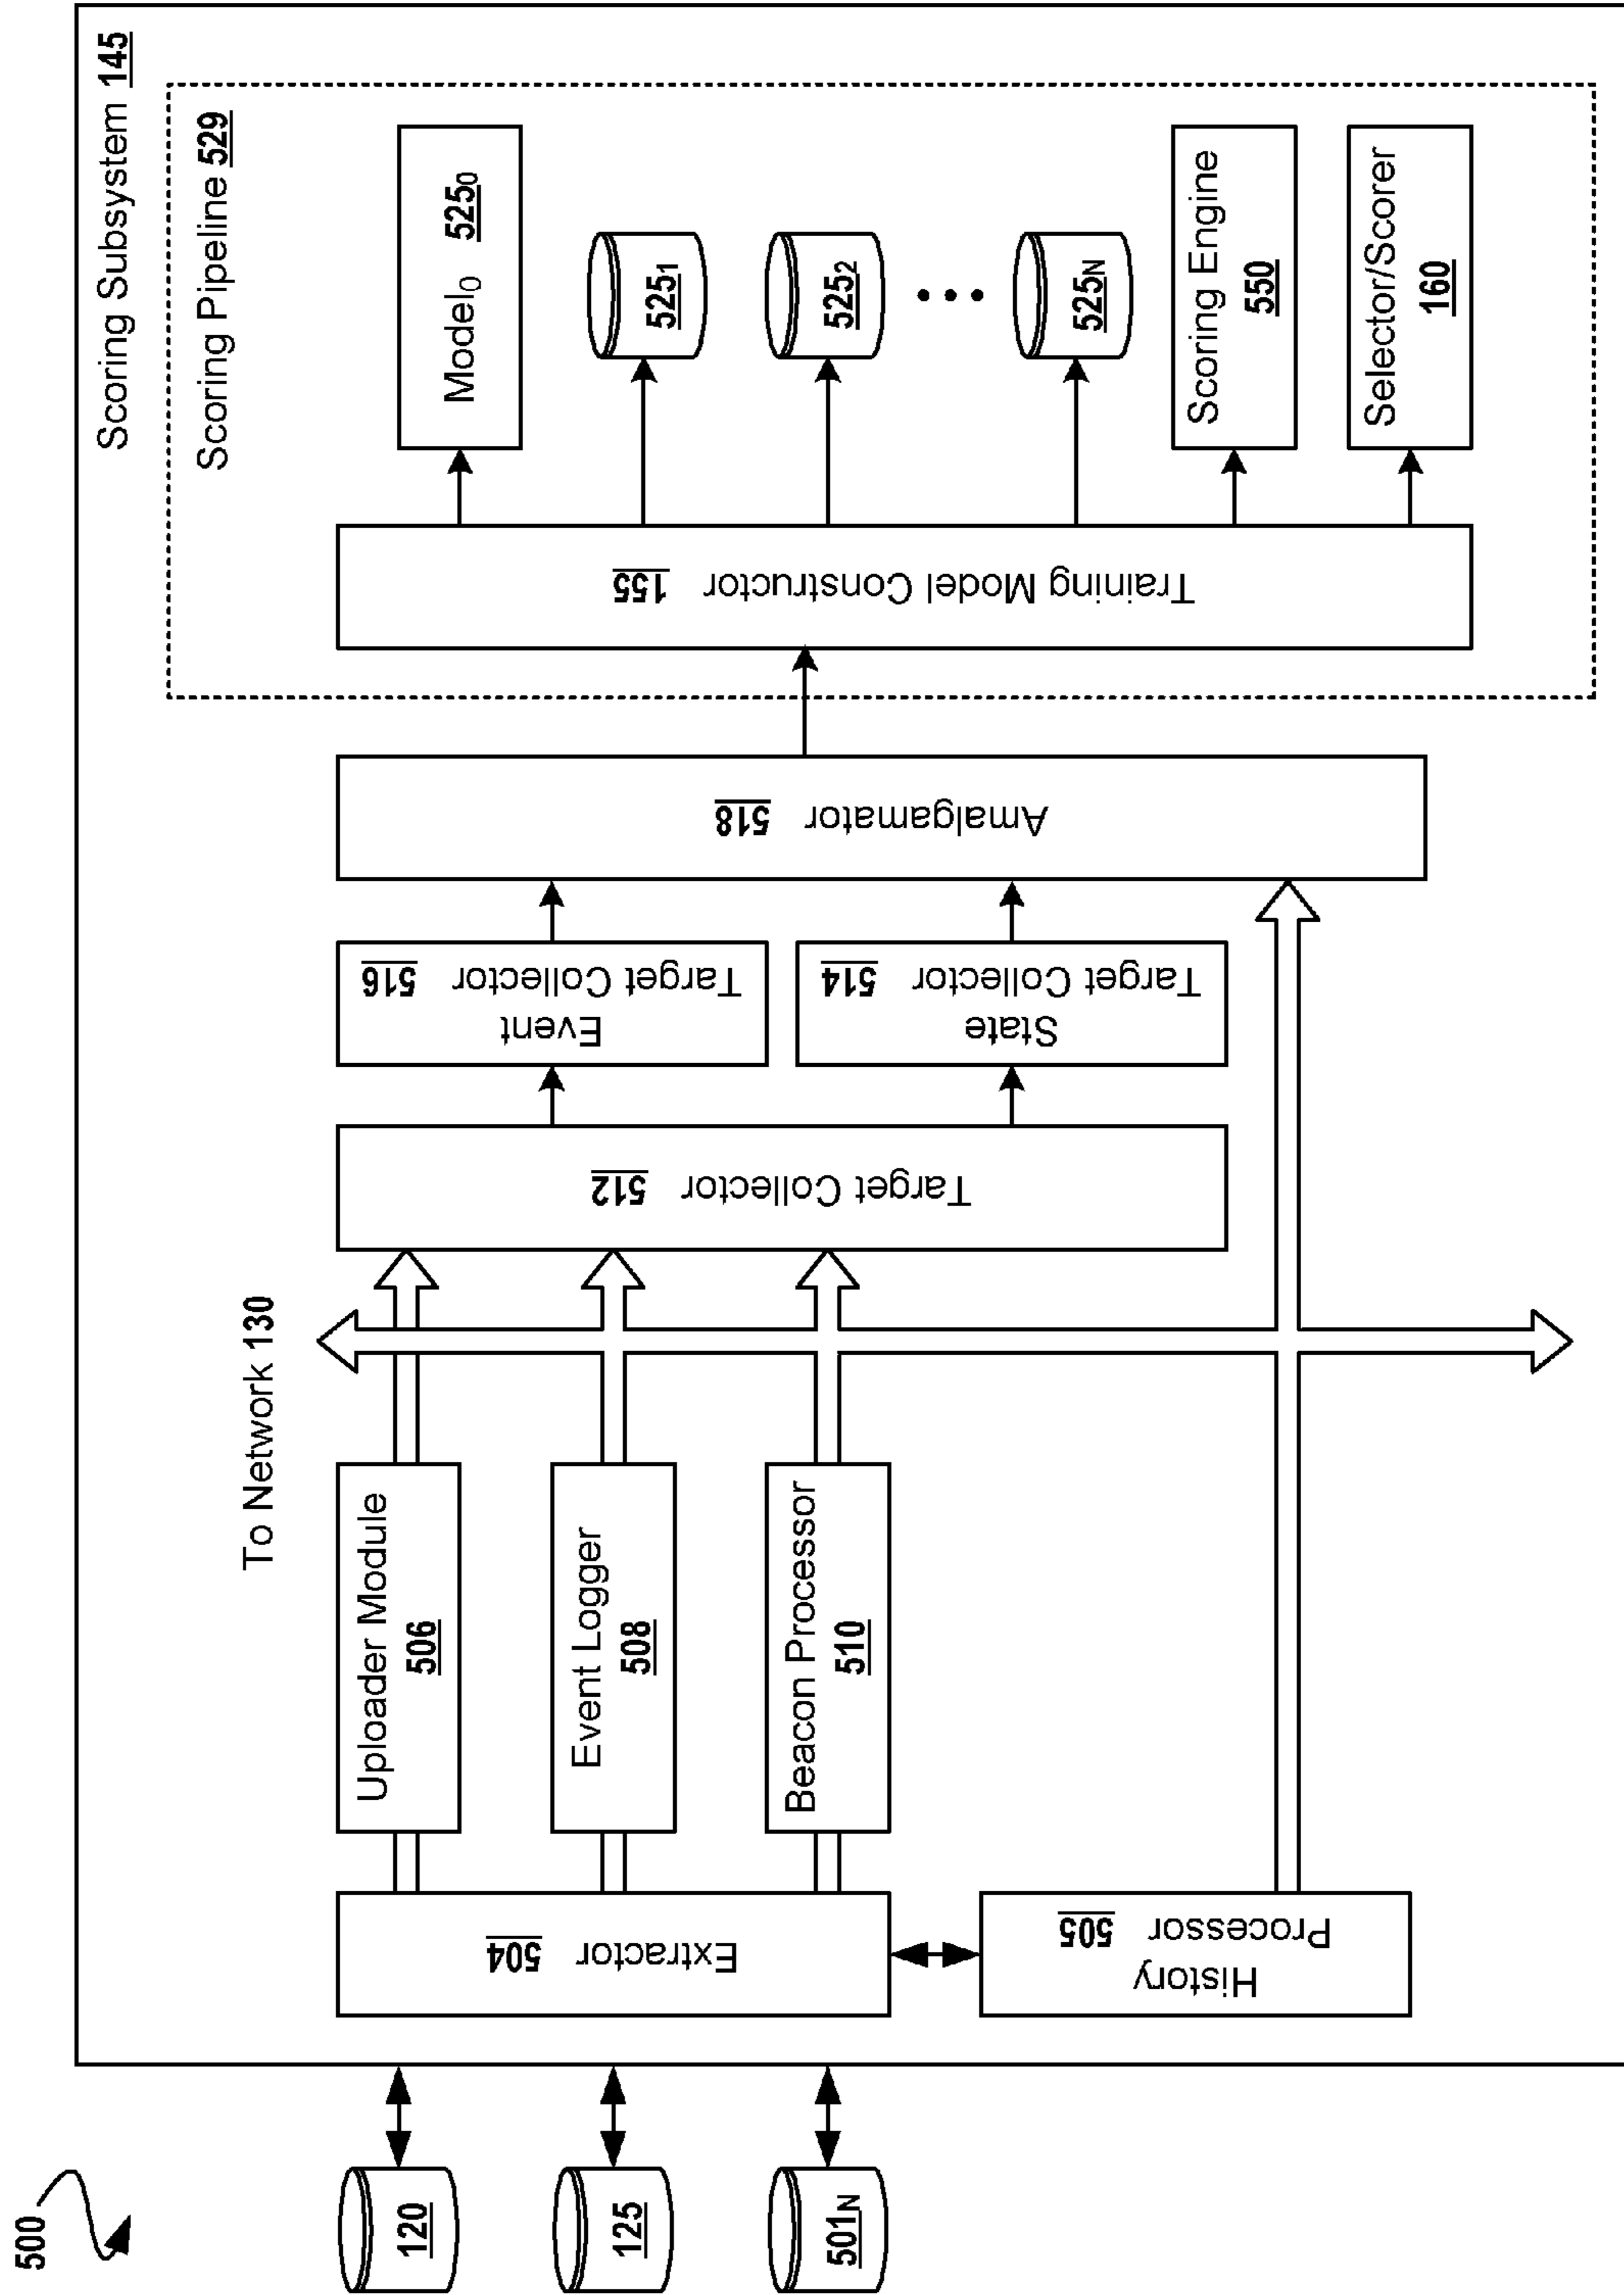 500
Scoring Subsystem 145
Scoring Pipeline 529
To Network 130
120
125
501N
Extractor 504
History
Processor 505
Uploader Module
506
Event Logger
508
Beacon Processor
510
Target Collector 512
Event
Target Collector 516
State
Target Collector 514
Amalgamator 518
Training Model Constructor 155
Model0 5250
5251
5252
525N
Scoring Engine
550
Selector/Scorer
160